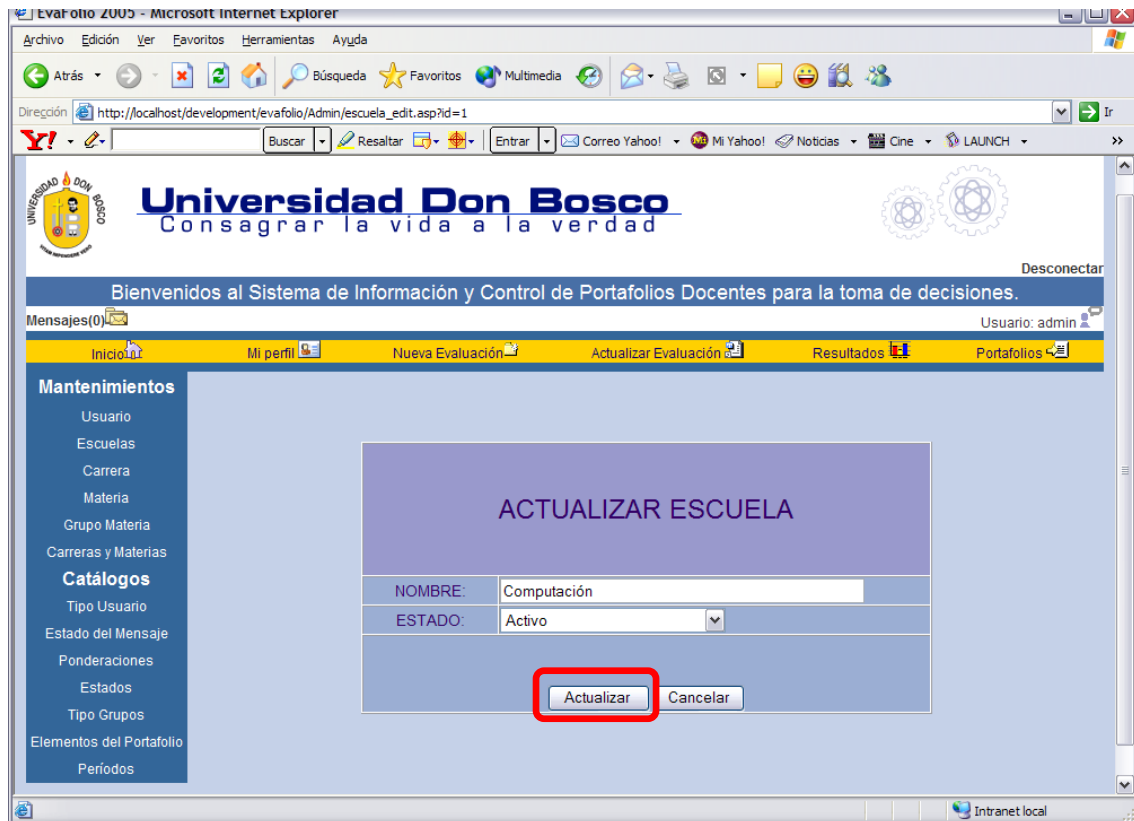 EvaFolio 2005 - Microsoft Internet Explorer
Archivo Edición Ver Favoritos Herramientas Ayuda
Atrás Búsqueda Favoritos Multimedia
Dirección http://localhost/development/evafolio/Admin/escuela_edit.asp?id=1 Ir
Y! Buscar Resaltar Entrar Correo Yahoo! Mi Yahoo! Noticias Cine LAUNCH »
UNIVERSIDAD DON BOSCO
Universidad Don Bosco
Consagrar la vida a la verdad
Desconectar
Bienvenidos al Sistema de Información y Control de Portafolios Docentes para la toma de decisiones.
Mensajes(0) Usuario: admin
Inicio Mi perfil Nueva Evaluación Actualizar Evaluación Resultados Portafolios
Mantenimientos
Usuario
Escuelas
Carrera
Materia
Grupo Materia
Carreras y Materias
Catálogos
Tipo Usuario
Estado del Mensaje
Ponderaciones
Estados
Tipo Grupos
Elementos del Portafolio
Períodos
ACTUALIZAR ESCUELA
NOMBRE: Computación
ESTADO: Activo
Actualizar Cancelar
Intranet local